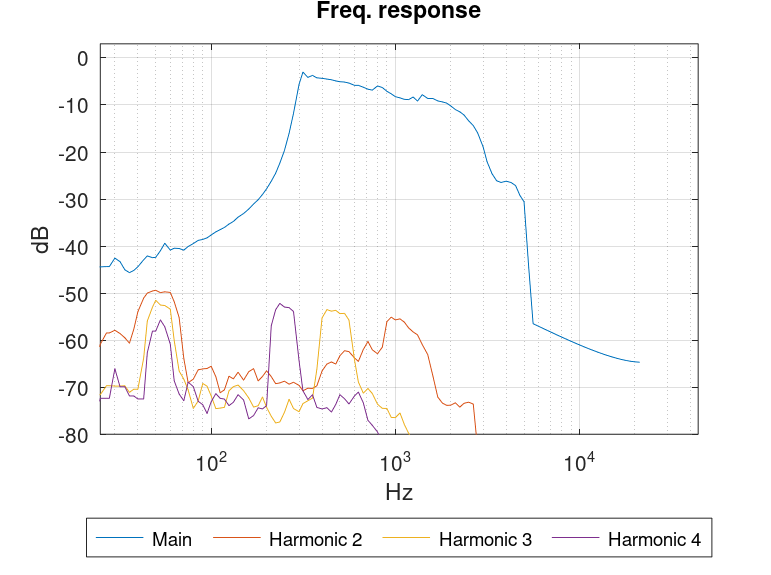 Freq. response
0
-10
-20
-30
-40
-50
-60
-70
-80
dB
10² 10³ 10⁴
Hz
Main Harmonic 2 Harmonic 3 Harmonic 4